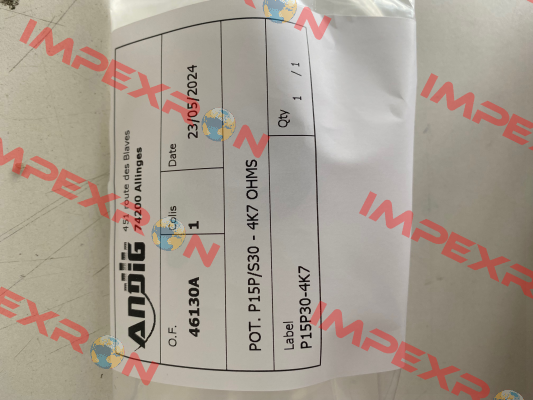 ANDIG
451 route des Blaves
74200 Allinges
O.F.
46130A
Colis
1
Date
23/05/2024
POT. P15P/S30 - 4K7 OHMS
Label
P15P30-4K7
Qty
1 / 1
IMPEXRON
IMPEXRON
IMPEXRON
IMPEXRON
IMPEXRON
IMPEXRON